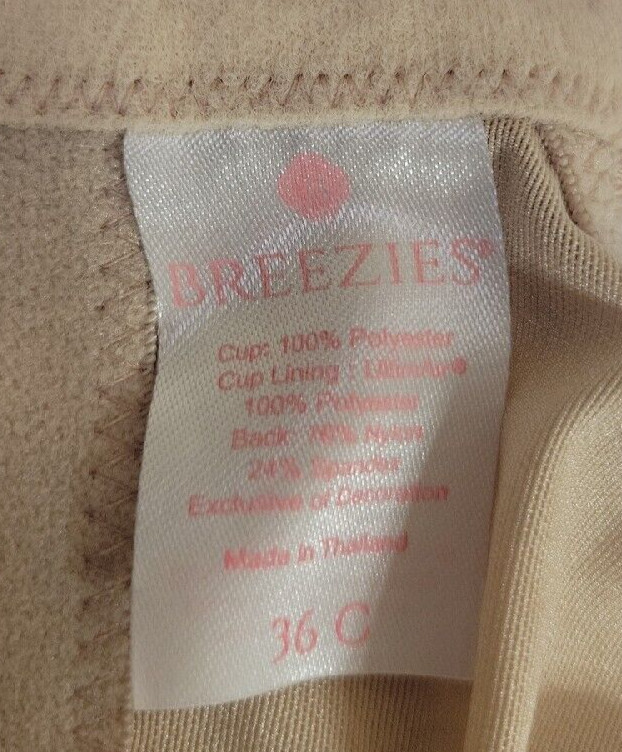 BREEZIES®
Cup: 100% Polyester
Cup Lining : UltimAir®
100% Polyester
Back: 76% Nylon
24% Spandex
Exclusive of Decoration
Made in Thailand
36 C